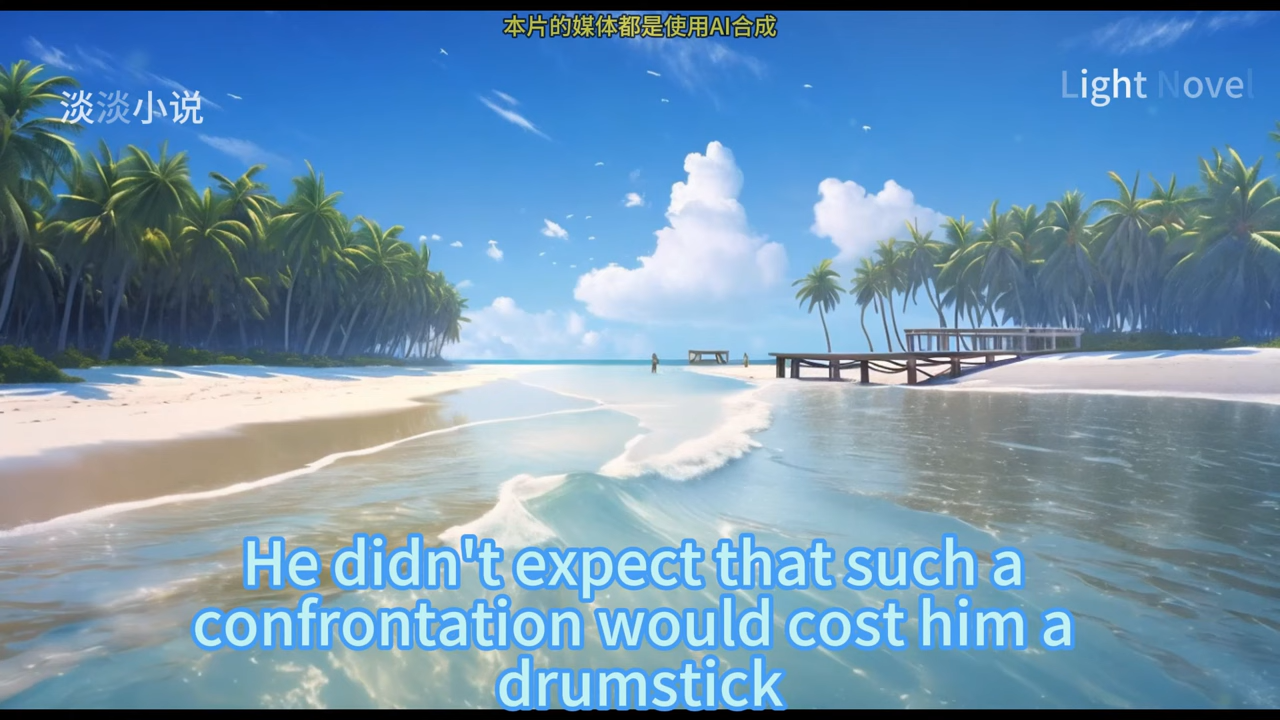 本片的媒体都是使用AI合成
淡淡小说
Light Novel
He didn't expect that such a
confrontation would cost him a
drumstick